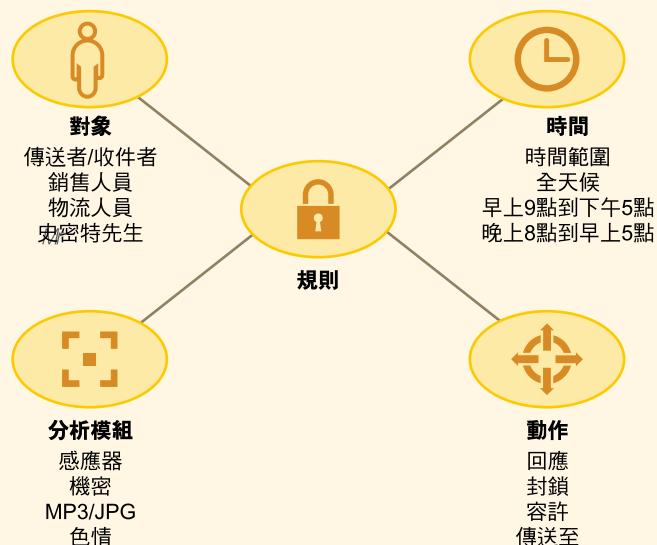 對象
傳送者/收件者
銷售人員
物流人員
史密特先生
時間
時間範圍
全天候
早上9點到下午5點
晚上8點到早上5點
規則
分析模組
感應器
機密
MP3/JPG
色情
動作
回應
封鎖
容許
傳送至